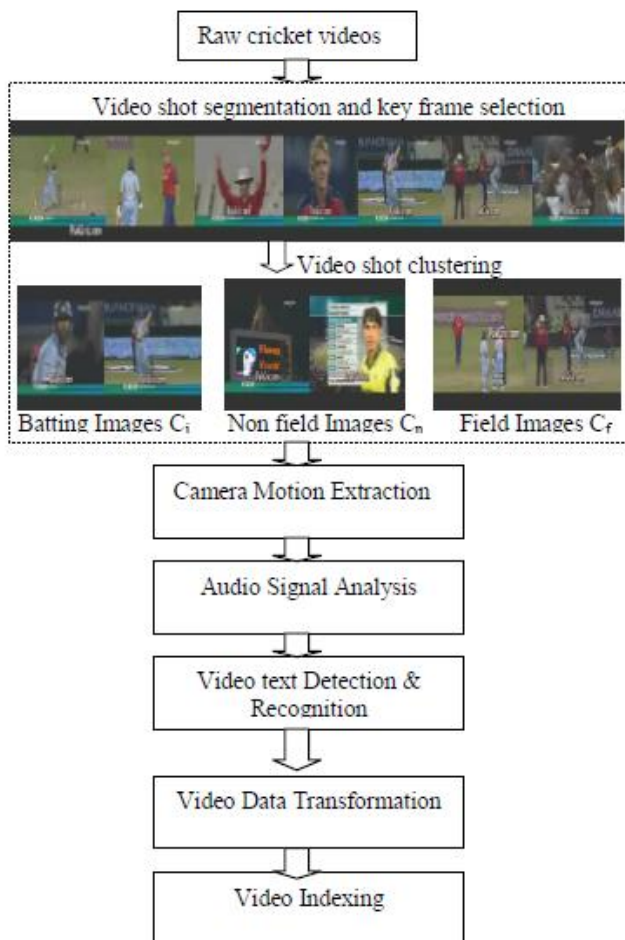 Raw cricket videos
Video shot segmentation and key frame selection
Video shot clustering
Batting Images Cᵢ
Non field Images Cₙ
Field Images C_f
Camera Motion Extraction
Audio Signal Analysis
Video text Detection &
Recognition
Video Data Transformation
Video Indexing